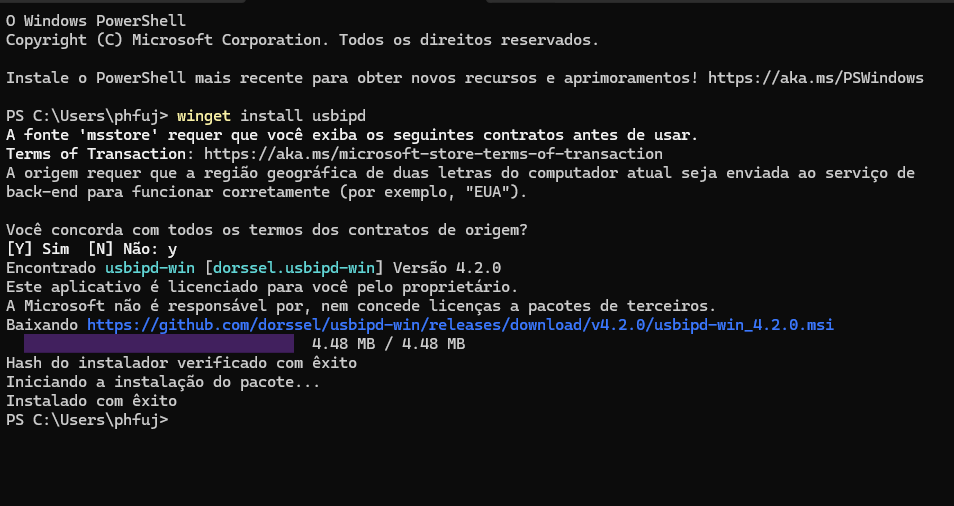 O Windows PowerShell
Copyright (C) Microsoft Corporation. Todos os direitos reservados.
Instale o PowerShell mais recente para obter novos recursos e aprimoramentos! https://aka.ms/PSWindows
PS C:\Users\phfuj> winget install usbipd
A fonte 'msstore' requer que você exiba os seguintes contratos antes de usar.
Terms of Transaction: https://aka.ms/microsoft-store-terms-of-transaction
A origem requer que a região geográfica de duas letras do computador atual seja enviada ao serviço de
back-end para funcionar corretamente (por exemplo, "EUA").
Você concorda com todos os termos dos contratos de origem?
[Y] Sim  [N] Não: y
Encontrado usbipd-win [dorssel.usbipd-win] Versão 4.2.0
Este aplicativo é licenciado para você pelo proprietário.
A Microsoft não é responsável por, nem concede licenças a pacotes de terceiros.
Baixando https://github.com/dorssel/usbipd-win/releases/download/v4.2.0/usbipd-win_4.2.0.msi
4.48 MB / 4.48 MB
Hash do instalador verificado com êxito
Iniciando a instalação do pacote...
Instalado com êxito
PS C:\Users\phfuj>